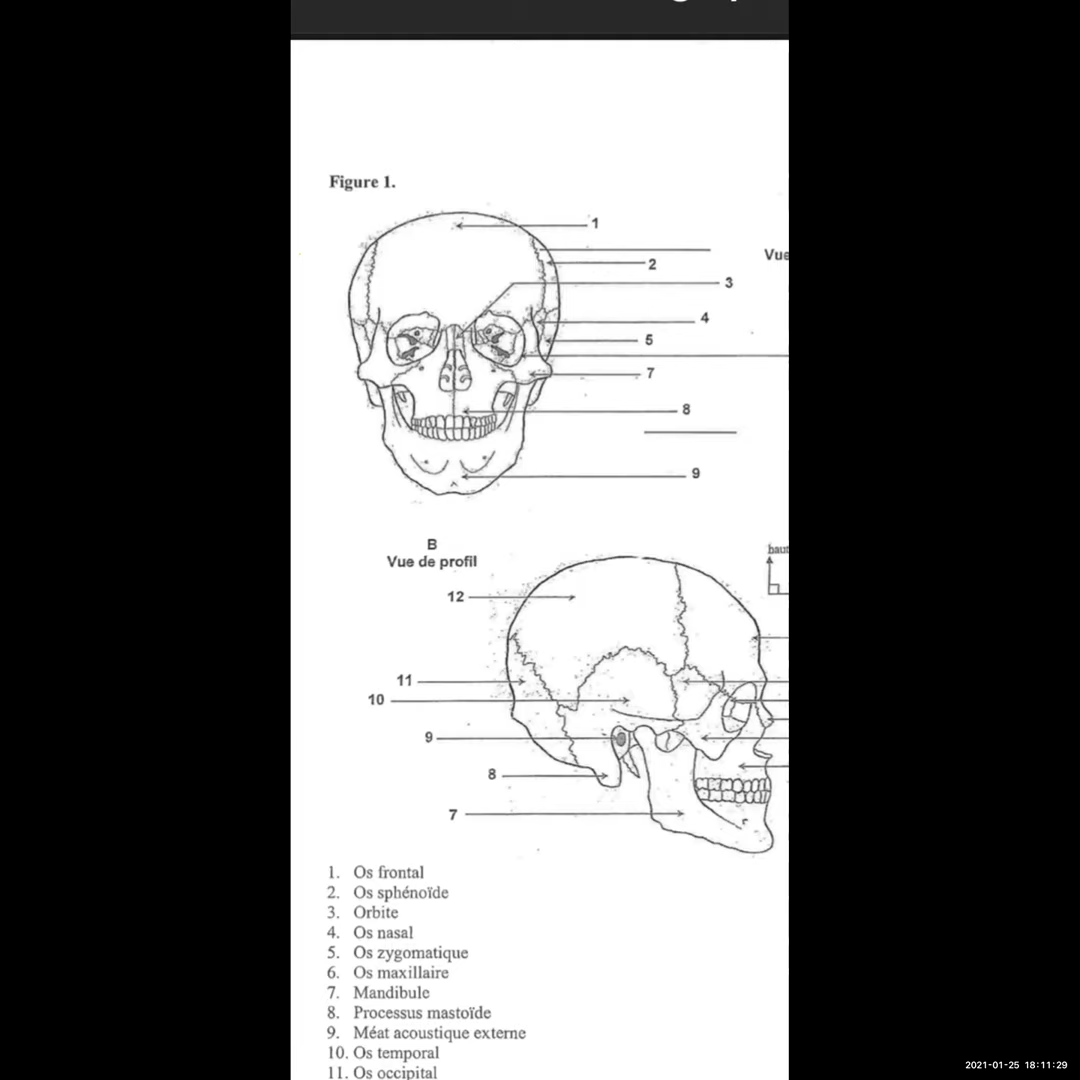 Figure 1.
1
2
Vue
3
4
5
7
8
9
B
Vue de profil
haut
12
11
10
9
8
7
1. Os frontal
2. Os sphénoïde
3. Orbite
4. Os nasal
5. Os zygomatique
6. Os maxillaire
7. Mandibule
8. Processus mastoïde
9. Méat acoustique externe
10. Os temporal
11. Os occipital
2021-01-25 18:11:29